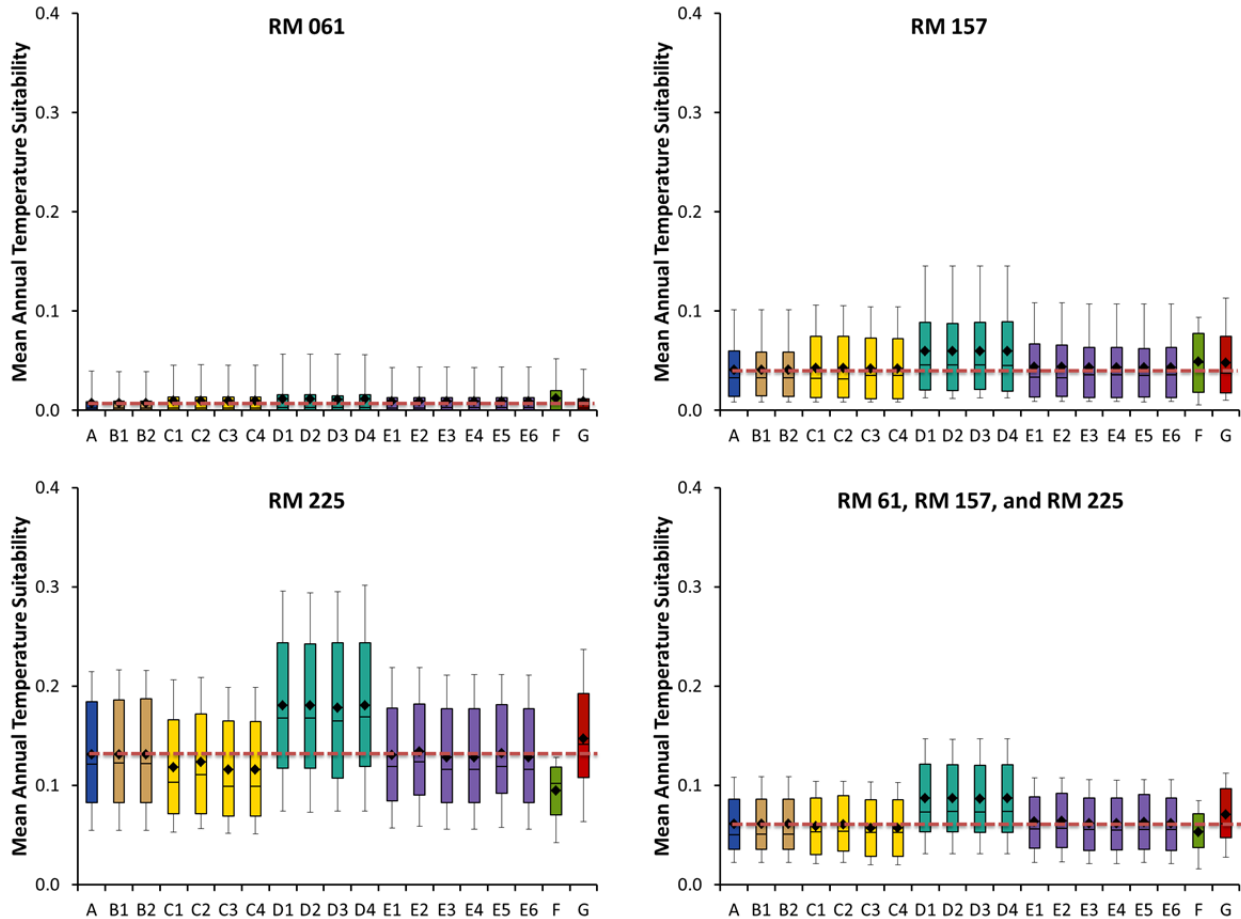 RM 061
Mean Annual Temperature Suitability
0.4
0.3
0.2
0.1
0.0
A B1 B2 C1 C2 C3 C4 D1 D2 D3 D4 E1 E2 E3 E4 E5 E6 F G
RM 157
Mean Annual Temperature Suitability
0.4
0.3
0.2
0.1
0.0
A B1 B2 C1 C2 C3 C4 D1 D2 D3 D4 E1 E2 E3 E4 E5 E6 F G
RM 225
Mean Annual Temperature Suitability
0.4
0.3
0.2
0.1
0.0
A B1 B2 C1 C2 C3 C4 D1 D2 D3 D4 E1 E2 E3 E4 E5 E6 F G
RM 61, RM 157, and RM 225
Mean Annual Temperature Suitability
0.4
0.3
0.2
0.1
0.0
A B1 B2 C1 C2 C3 C4 D1 D2 D3 D4 E1 E2 E3 E4 E5 E6 F G